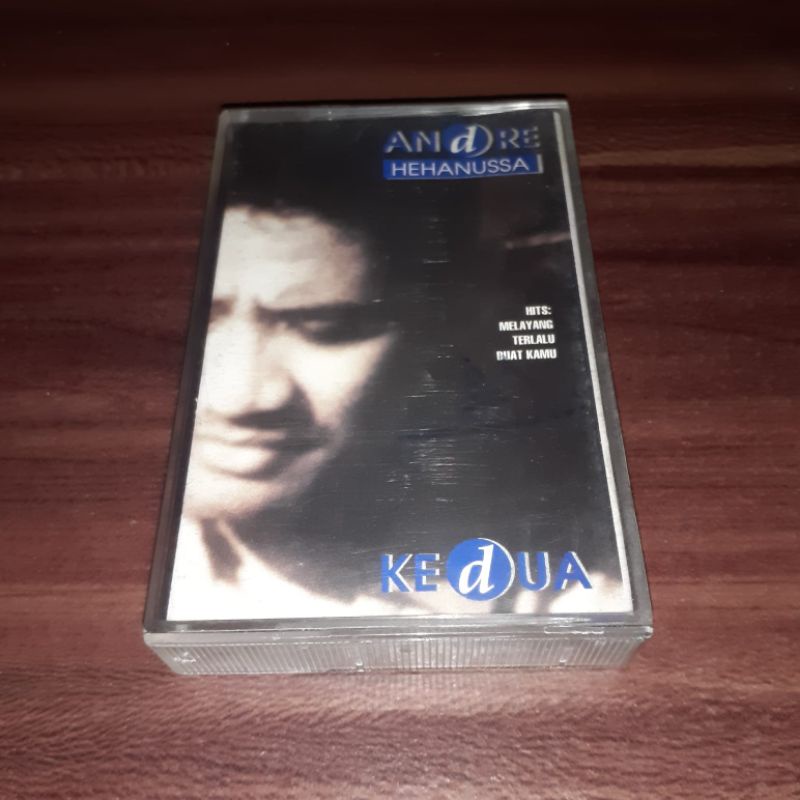 ANdRE
HEHANUSSA
HITS:
MELAYANG
TERLALU
BUAT KAMU
KEdUA